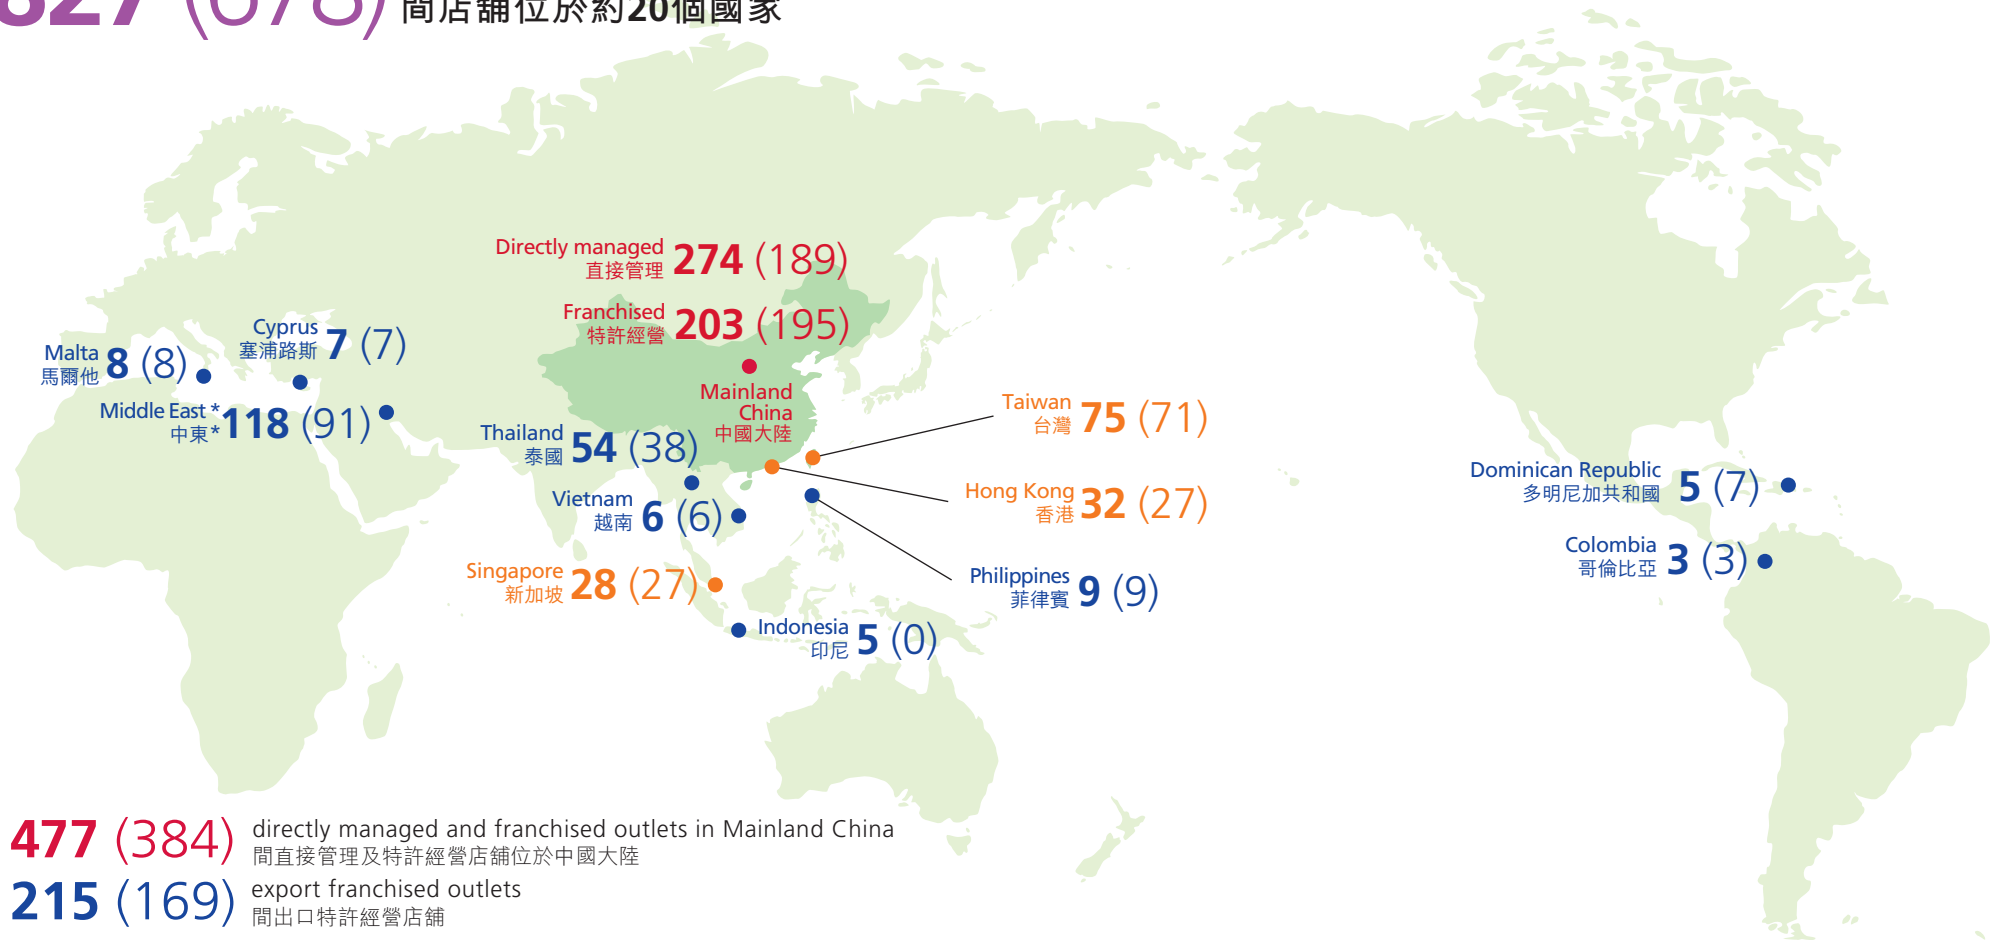 827 (678) 間店舖位於約20個國家
Directly managed 274 (189)
直接管理
Franchised 203 (195)
特許經營
Mainland
China
中國大陸
Cyprus 7 (7)
塞浦路斯
Malta 8 (8)
馬爾他
Middle East * 118 (91)
中東*
Thailand 54 (38)
泰國
Vietnam 6 (6)
越南
Singapore 28 (27)
新加坡
Indonesia 5 (0)
印尼
Taiwan 75 (71)
台灣
Hong Kong 32 (27)
香港
Philippines 9 (9)
菲律賓
Dominican Republic 5 (7)
多明尼加共和國
Colombia 3 (3)
哥倫比亞
477 (384) directly managed and franchised outlets in Mainland China
間直接管理及特許經營店舖位於中國大陸
215 (169) export franchised outlets
間出口特許經營店舖